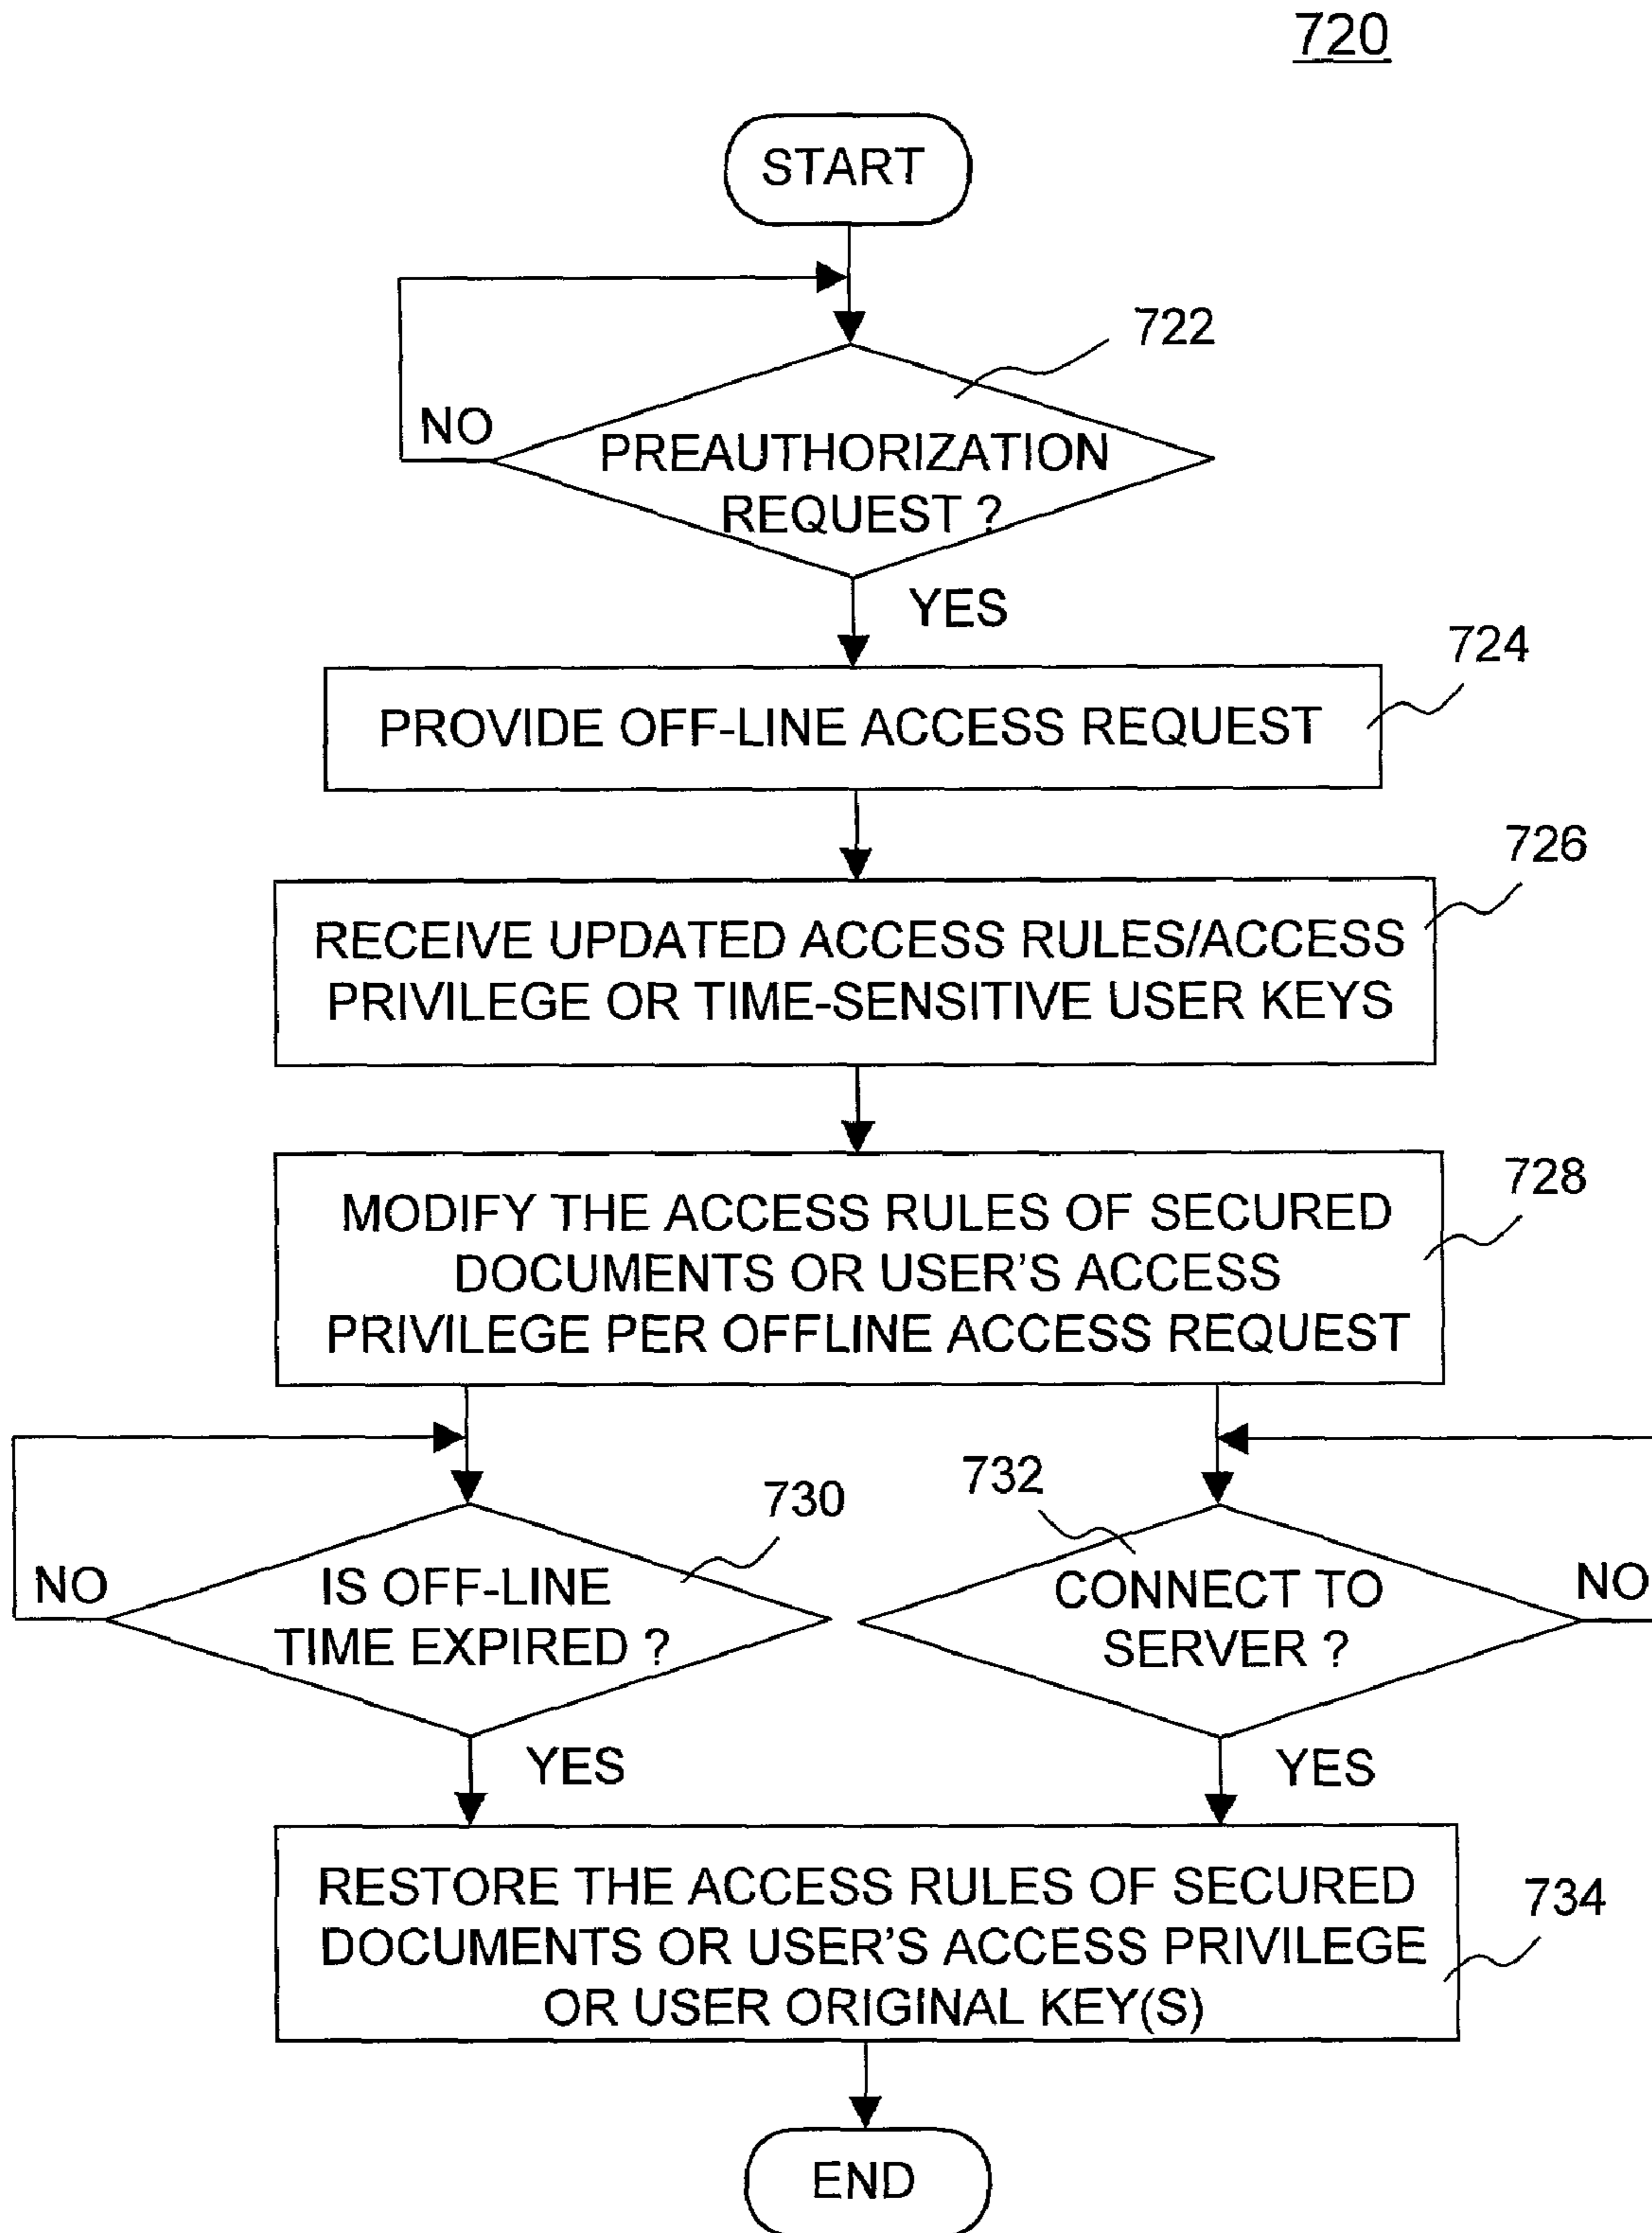 720
START
722
NO
PREAUTHORIZATION
REQUEST ?
YES
724
PROVIDE OFF-LINE ACCESS REQUEST
726
RECEIVE UPDATED ACCESS RULES/ACCESS
PRIVILEGE OR TIME-SENSITIVE USER KEYS
728
MODIFY THE ACCESS RULES OF SECURED
DOCUMENTS OR USER'S ACCESS
PRIVILEGE PER OFFLINE ACCESS REQUEST
730
NO
IS OFF-LINE
TIME EXPIRED ?
YES
732
CONNECT TO
SERVER ?
NO
YES
RESTORE THE ACCESS RULES OF SECURED
DOCUMENTS OR USER'S ACCESS PRIVILEGE
OR USER ORIGINAL KEY(S)
734
END